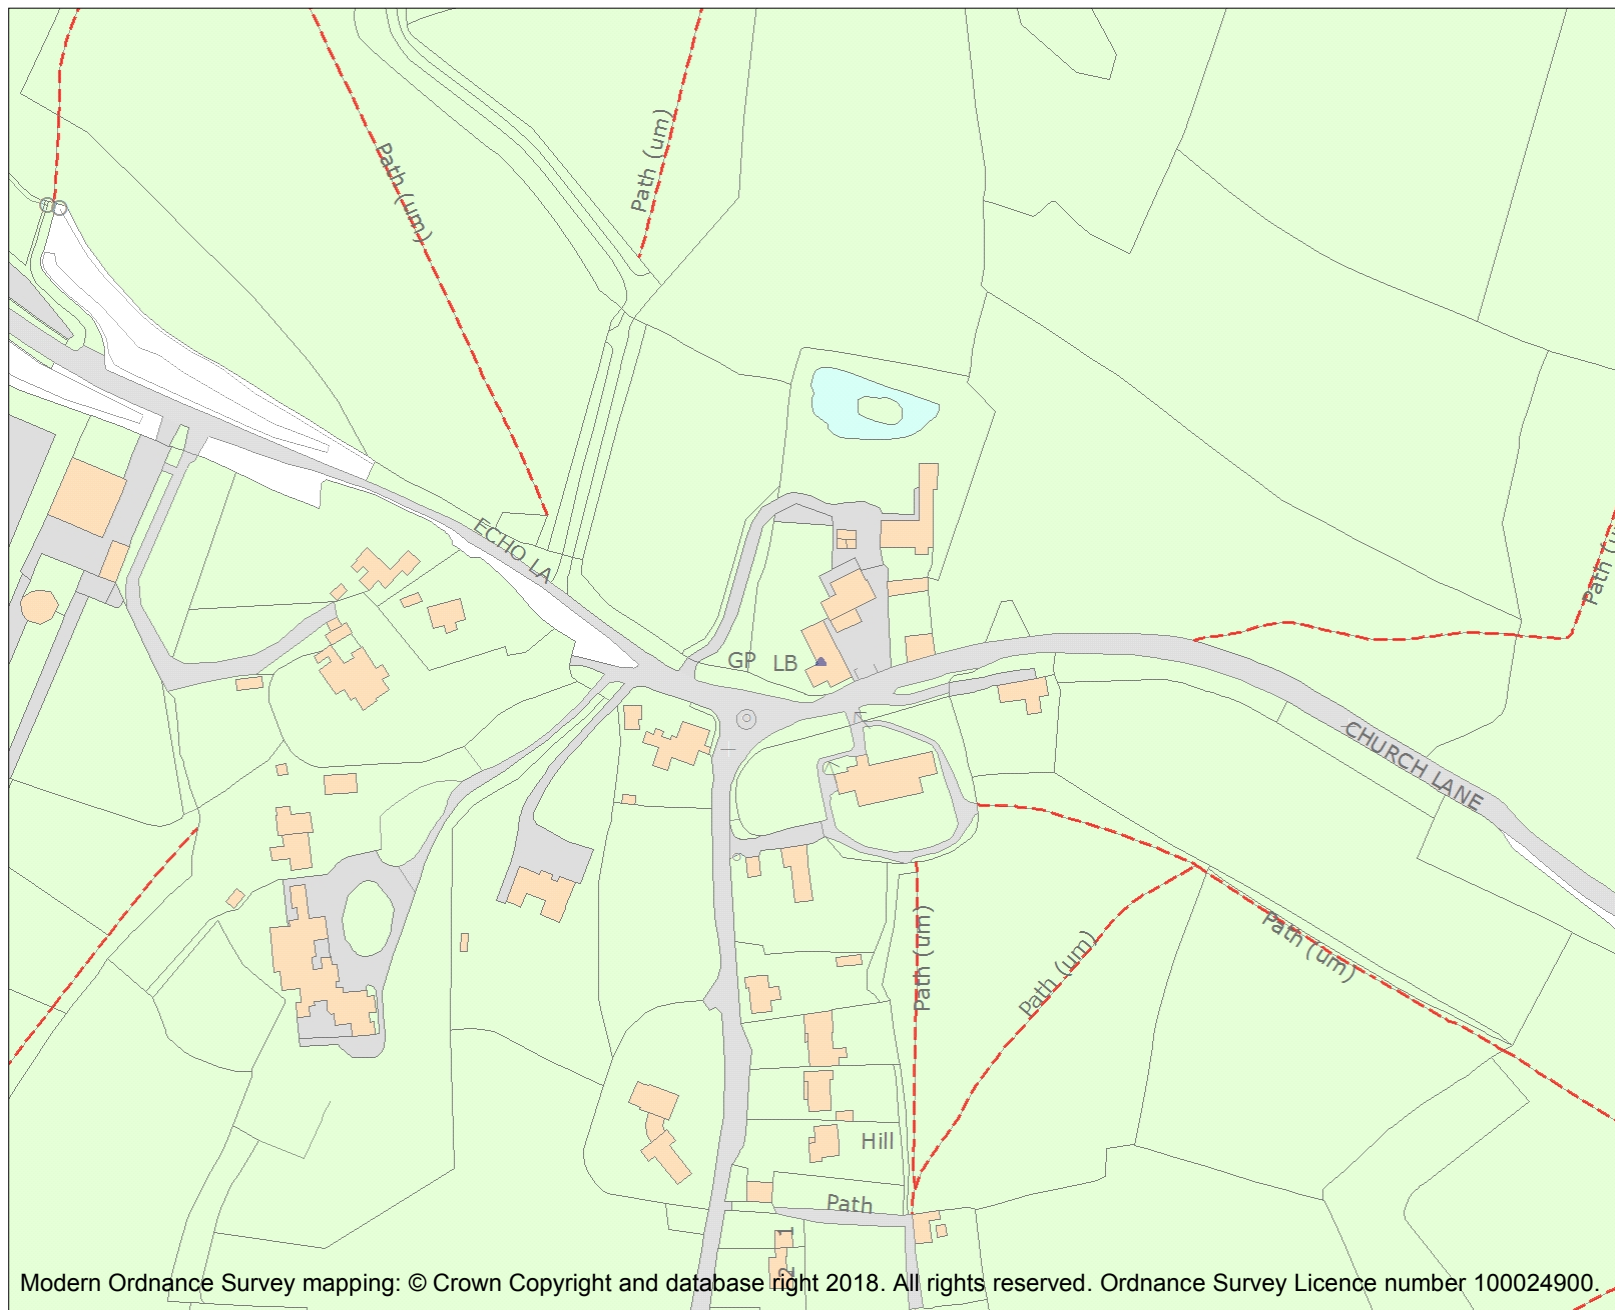 Path (um)
Path (um)
ECHO LA
Path (um)
GP LB
CHURCH LANE
Path (um)
Path (um)
Path (um)
Hill
Path
1
2
Modern Ordnance Survey mapping: © Crown Copyright and database right 2018. All rights reserved. Ordnance Survey Licence number 100024900.